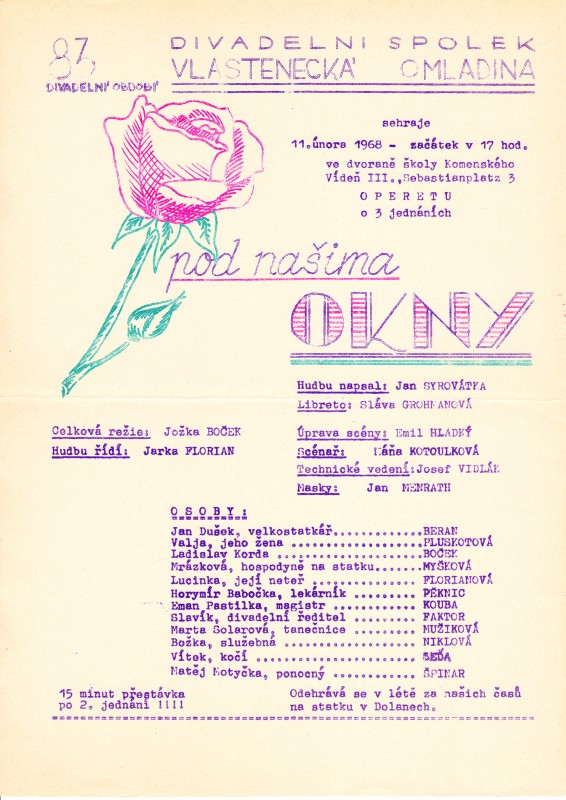 83
DIVADELNÍ OBDOBÍ
DIVADELNI SPOLEK
VLASTENECKÁ OMLADINA
sehraje
11.února 1968 - začátek v 17 hod.
ve dvoraně školy Komenského
Vídeň III.,Sebastianplatz 3
O P E R E T U
o 3 jednáních
pod našima
OKNY
Hudbu napsal: Jan SYROVÁTKA
Libreto: Sláva GROHMANOVÁ
Celková režie: Jožka BOČEK
Hudbu řídí: Jarka FLORIAN
Úprava scény: Emil HLADKÝ
Scénař: Máňa KOTOULKOVÁ
Technické vedení:Josef VIDLÁK
Masky: Jan MENRATH
O S O B Y :
Jan Dušek, velkostatkář............BERAN
Valja, jeho žena ..................PLUSKOTOVÁ
Ladislav Korda ....................BOČEK
Mrázková, hospodyně na statku......MYŠKOVÁ
Lucinka, její neteř ...............FLORIANOVÁ
Horymír Babočka, lekárník .........PĚKNIC
Eman Pastilka, magistr ............KOUBA
Slavík, divadelní ředitel .........FAKTOR
Marta Solarová, tanečnice .........MUŽIKOVÁ
Božka, služebná ...................NIKLOVÁ
Vítek, kočí .......................SEĎA
Matěj Motyčka, ponocný ............ŠPINAR
15 minut přestávka
po 2. jednání !!!!
Odehrává se v létě za našich časů
na statku v Dolanech.